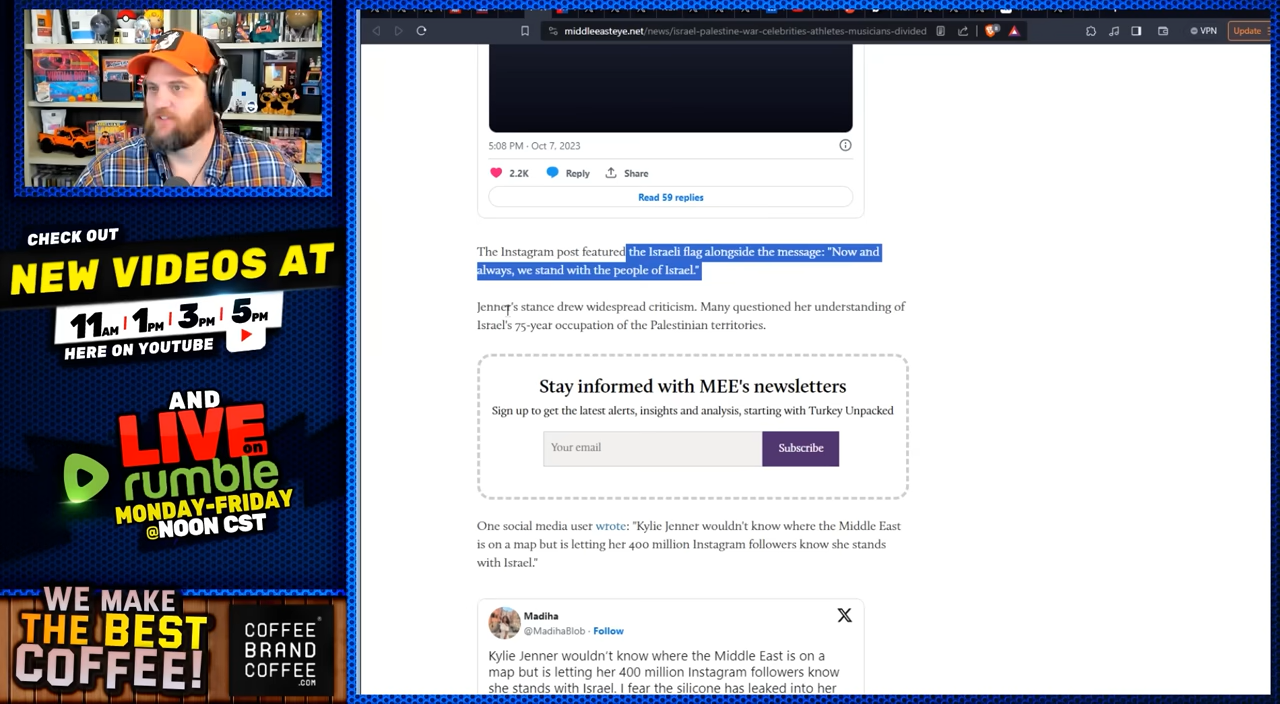 CHECK OUT
NEW VIDEOS AT
11AM | 1PM | 3PM | 5PM
HERE ON YOUTUBE
AND
LIVE on
rumble
MONDAY-FRIDAY
@NOON CST
WE MAKE
THE BEST
COFFEE!
COFFEE
BRAND
COFFEE
.COM
middleeasteye.net/news/israel-palestine-war-celebrities-athletes-musicians-divided
VPN
Update
5:08 PM · Oct 7, 2023
2.2K Reply Share
Read 59 replies
The Instagram post featured the Israeli flag alongside the message: "Now and
always, we stand with the people of Israel."
Jenner's stance drew widespread criticism. Many questioned her understanding of
Israel's 75-year occupation of the Palestinian territories.
Stay informed with MEE's newsletters
Sign up to get the latest alerts, insights and analysis, starting with Turkey Unpacked
Your email Subscribe
One social media user wrote: "Kylie Jenner wouldn't know where the Middle East
is on a map but is letting her 400 million Instagram followers know she stands
with Israel."
Madiha
@MadihaBlob · Follow
X
Kylie Jenner wouldn't know where the Middle East is on a
map but is letting her 400 million Instagram followers know
she stands with Israel. I fear the silicone has leaked into her